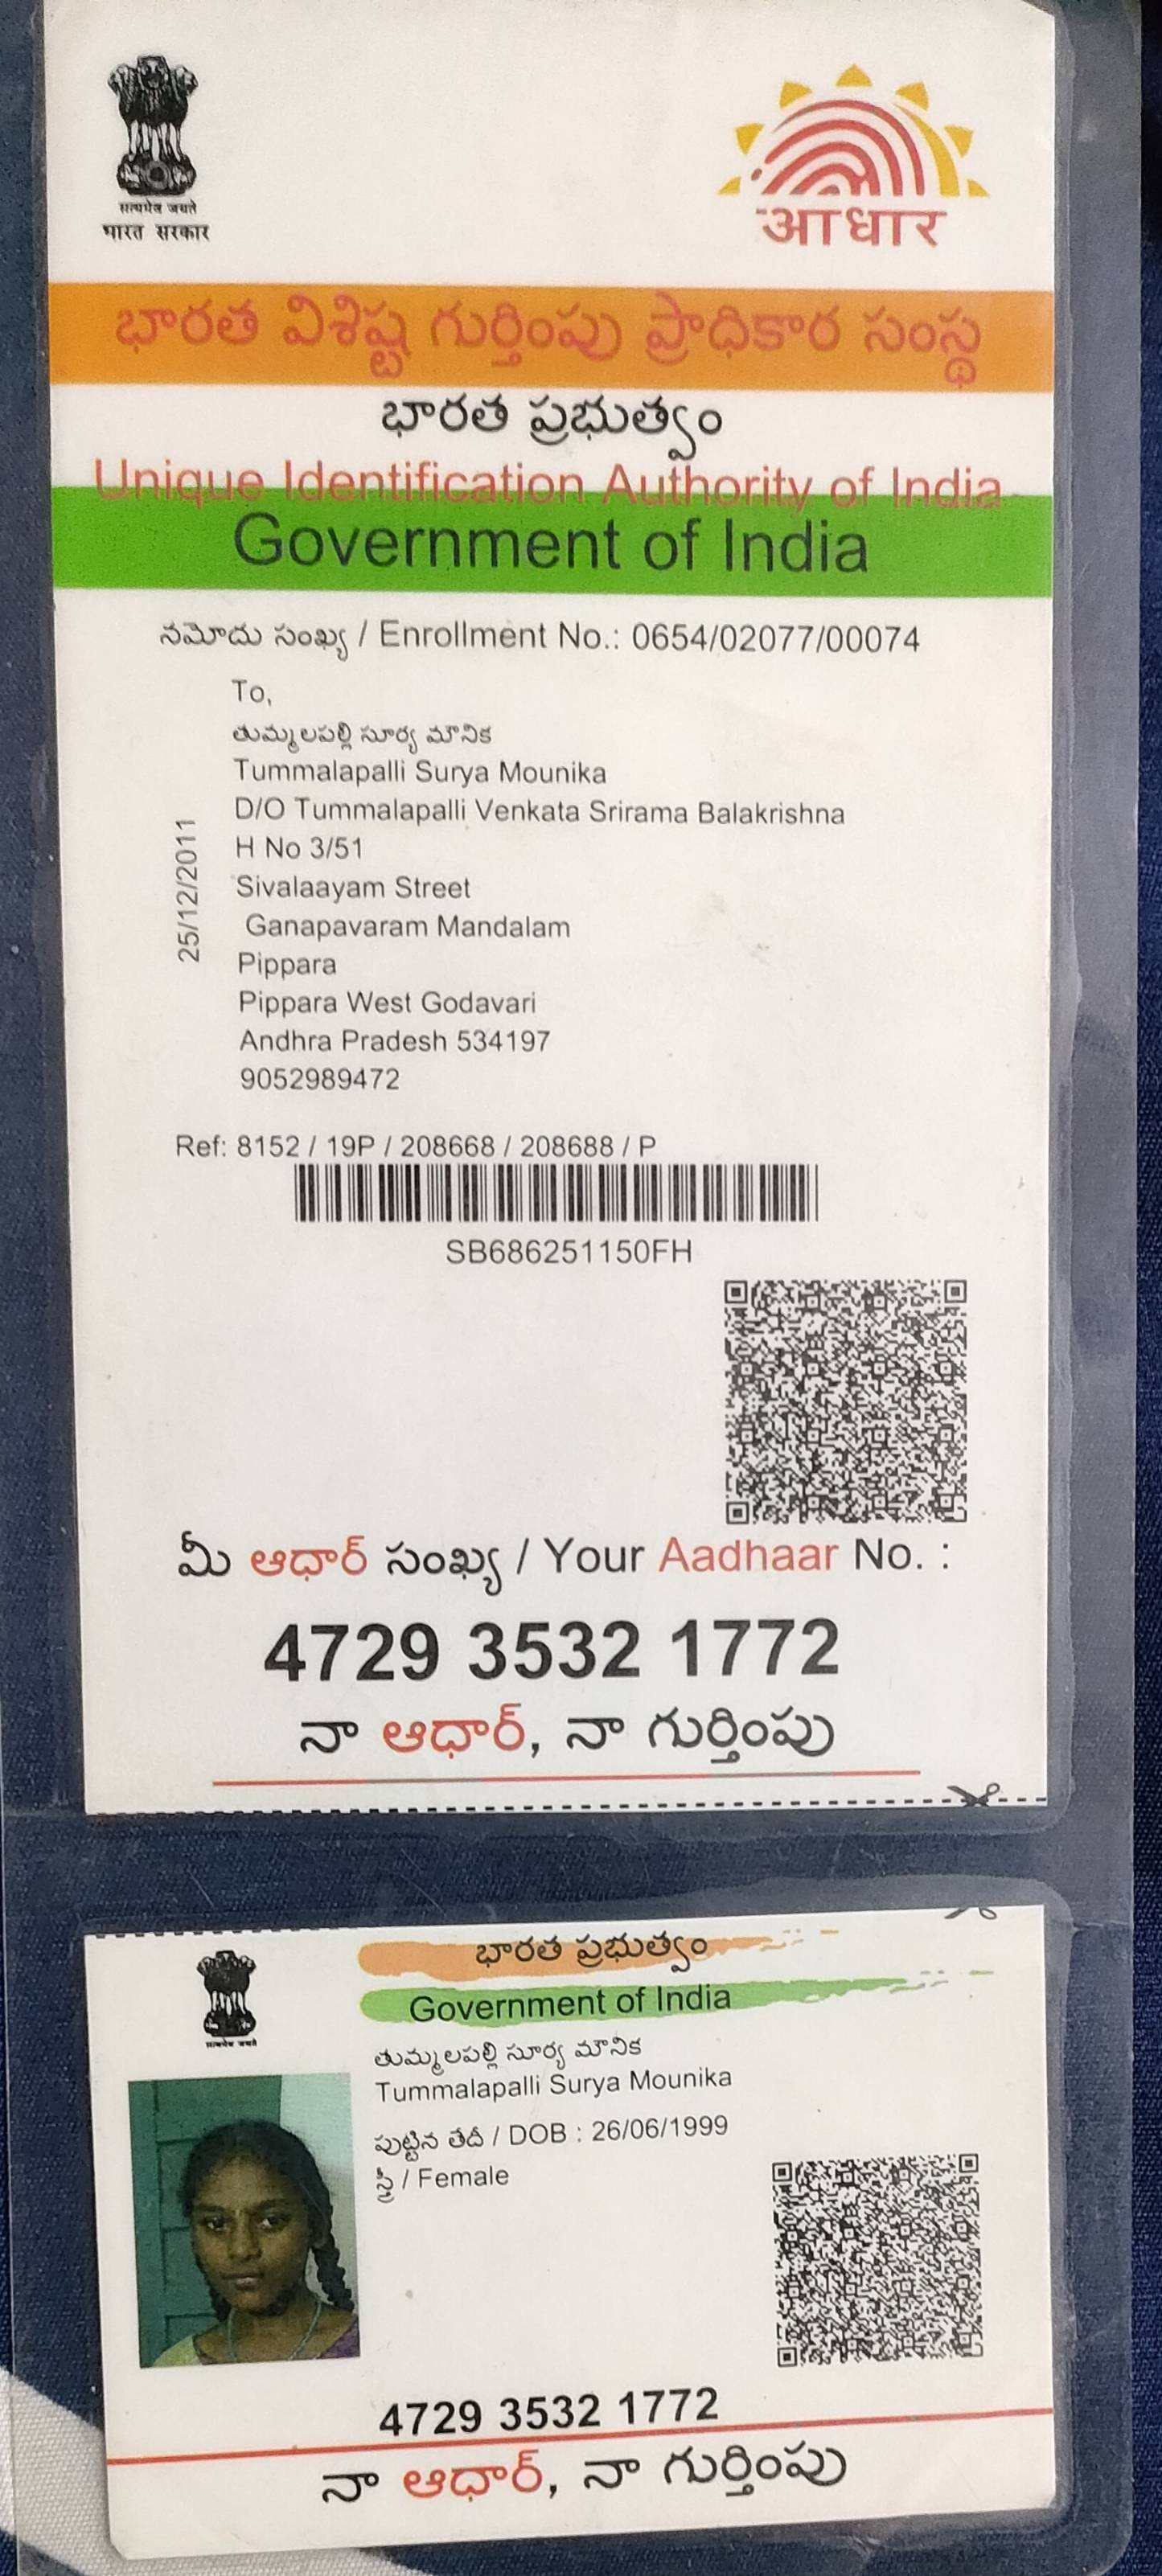 सत्यमेव जयते
भारत सरकार
आधार
భారత విశిష్ట గుర్తింపు ప్రాధికార సంస్థ
భారత ప్రభుత్వం
Unique Identification Authority of India
Government of India
నమోదు సంఖ్య / Enrollment No.: 0654/02077/00074
To,
తుమ్మలపల్లి సూర్య మౌనిక
Tummalapalli Surya Mounika
D/O Tummalapalli Venkata Srirama Balakrishna
H No 3/51
Sivalaayam Street
Ganapavaram Mandalam
Pippara
Pippara West Godavari
Andhra Pradesh 534197
9052989472
25/12/2011
Ref: 8152 / 19P / 208668 / 208688 / P
SB686251150FH
మీ ఆధార్ సంఖ్య / Your Aadhaar No. :
4729 3532 1772
నా ఆధార్, నా గుర్తింపు
భారత ప్రభుత్వం
Government of India
सत्यमेव जयते
తుమ్మలపల్లి సూర్య మౌనిక
Tummalapalli Surya Mounika
పుట్టిన తేదీ / DOB : 26/06/1999
స్త్రీ / Female
4729 3532 1772
నా ఆధార్, నా గుర్తింపు